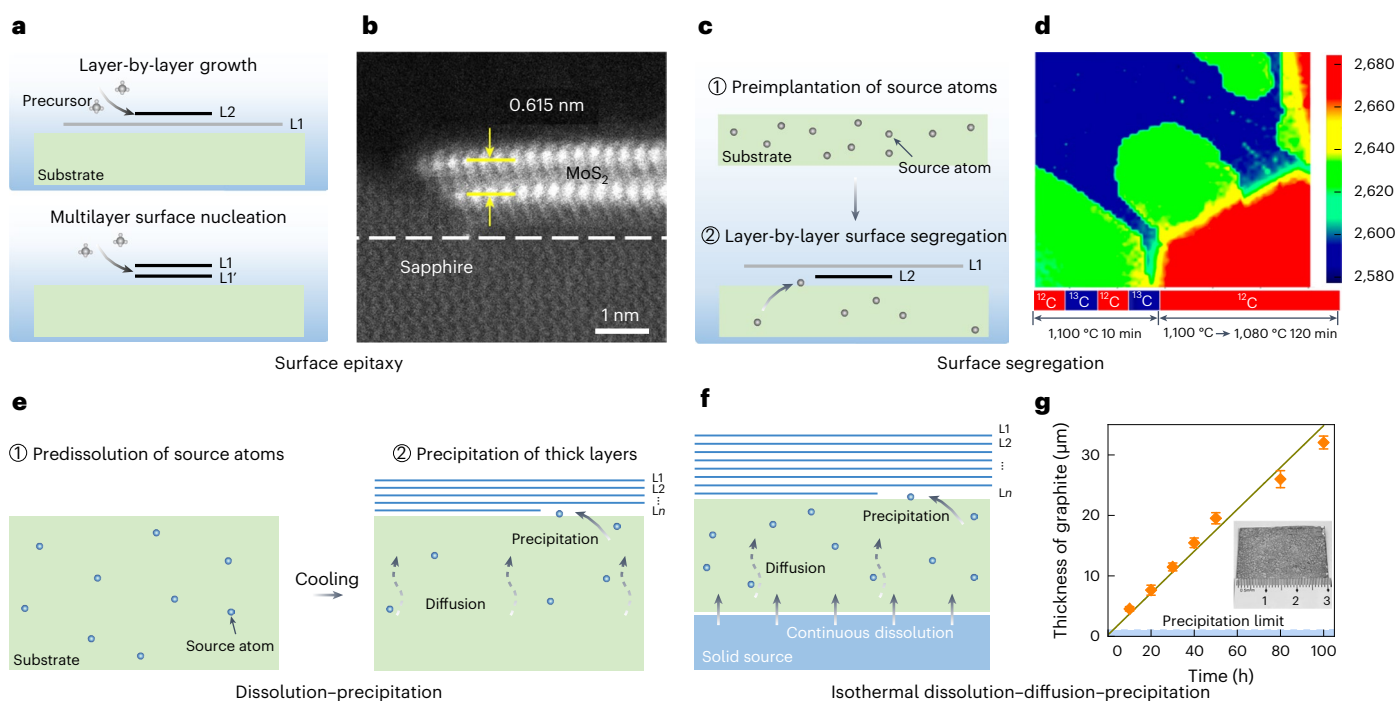 a
Layer-by-layer growth
Precursor
L2
L1
Substrate
Multilayer surface nucleation
L1
L1′
b
0.615 nm
MoS2
Sapphire
1 nm
Surface epitaxy
c
① Preimplantation of source atoms
Substrate
Source atom
② Layer-by-layer surface segregation
L1
L2
d
2,680
2,660
2,640
2,620
2,600
2,580
12C 13C 12C 13C 12C
1,100 °C 10 min
1,100 °C → 1,080 °C 120 min
Surface segregation
e
① Predissolution of source atoms
Source atom
Substrate
Cooling
② Precipitation of thick layers
L1
L2
⋮
Ln
Precipitation
Diffusion
Dissolution–precipitation
f
L1
L2
⋮
Ln
Precipitation
Diffusion
Continuous dissolution
Solid source
g
Thickness of graphite (μm)
30
20
10
0
1 2 3
Precipitation limit
0 20 40 60 80 100
Time (h)
Isothermal dissolution–diffusion–precipitation